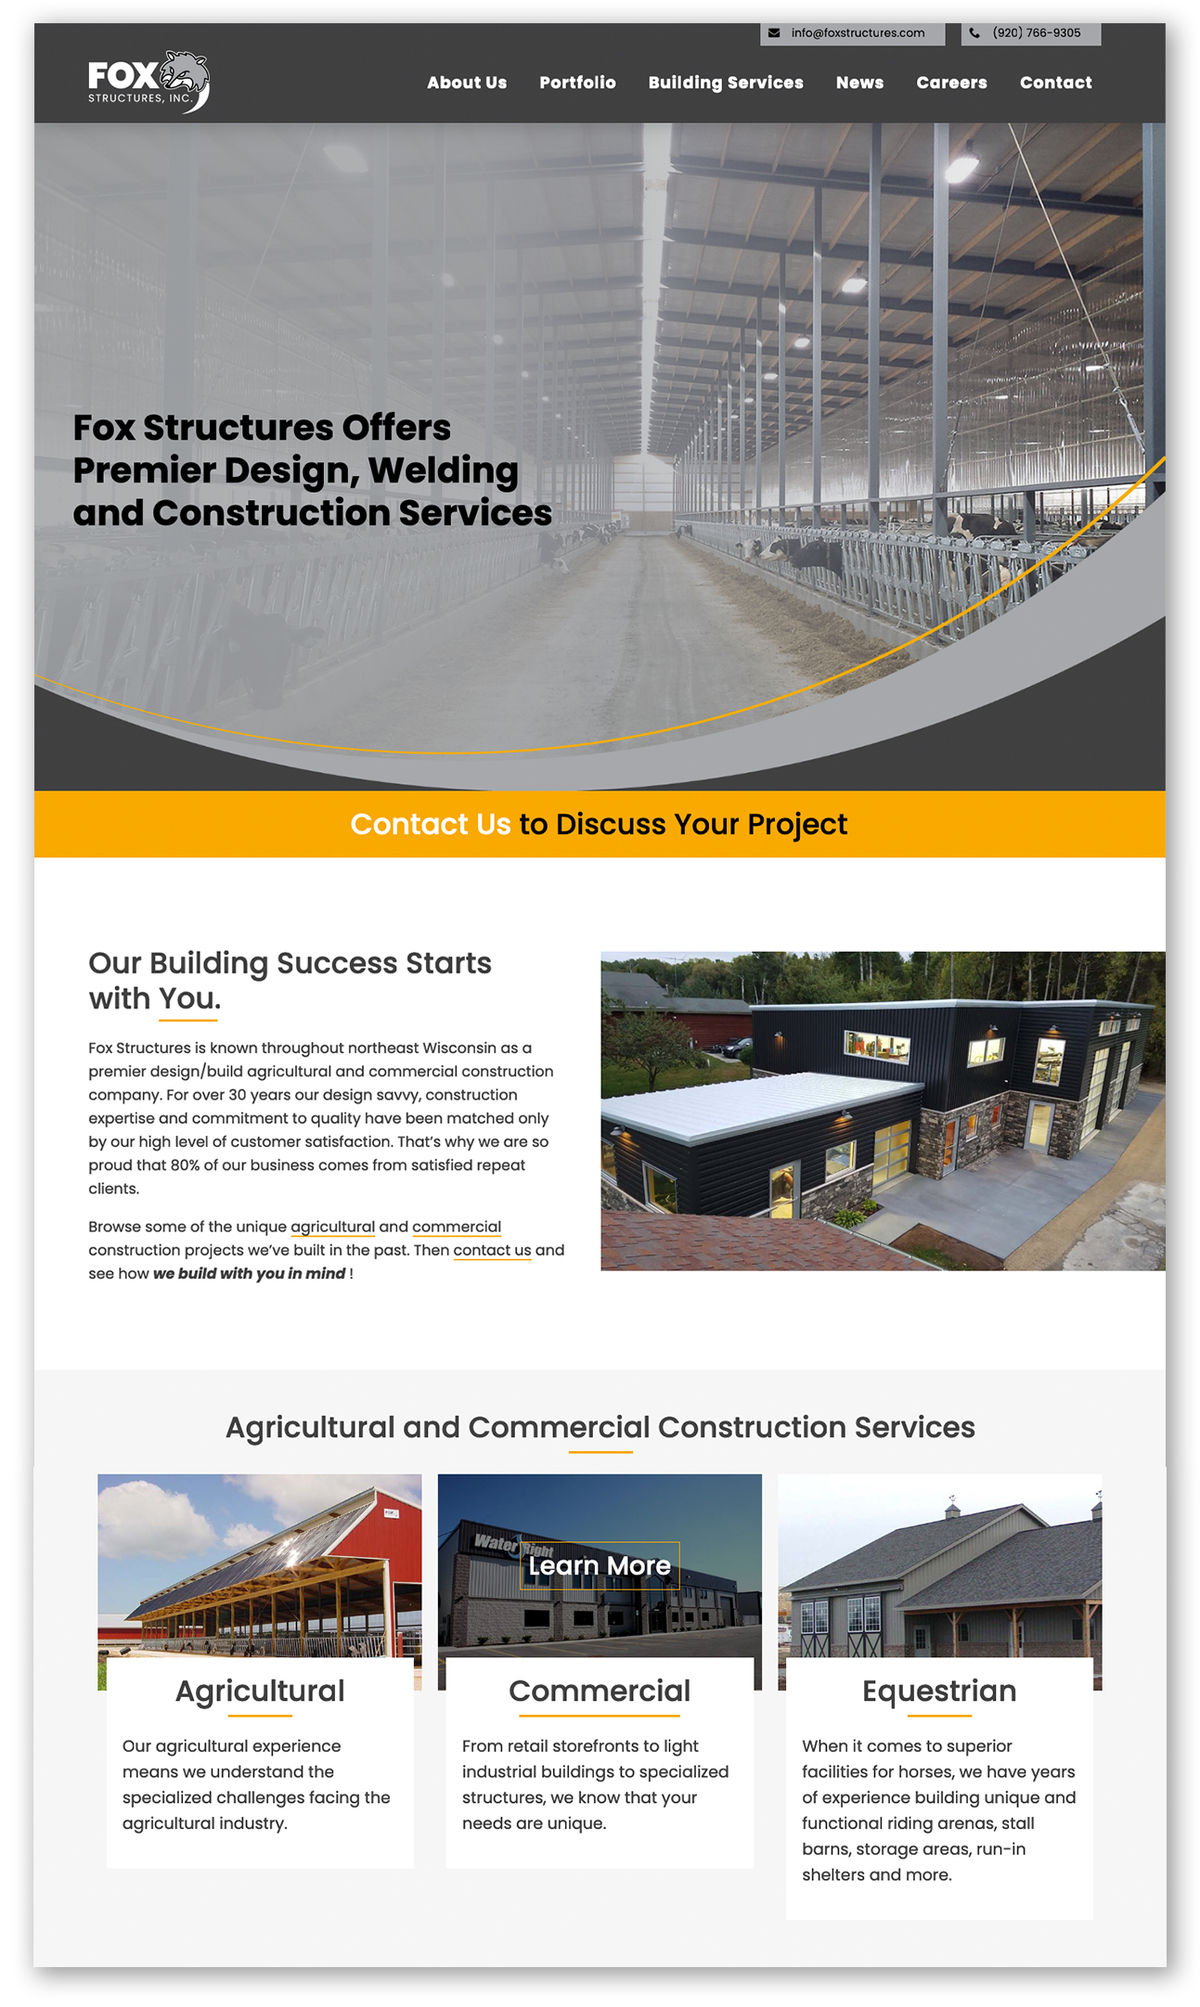 info@foxstructures.com
(920) 766-9305
FOX
STRUCTURES, INC.
About Us
Portfolio
Building Services
News
Careers
Contact
Fox Structures Offers
Premier Design, Welding
and Construction Services
Contact Us to Discuss Your Project
Our Building Success Starts
with You.
Fox Structures is known throughout northeast Wisconsin as a
premier design/build agricultural and commercial construction
company. For over 30 years our design savvy, construction
expertise and commitment to quality have been matched only
by our high level of customer satisfaction. That's why we are so
proud that 80% of our business comes from satisfied repeat
clients.
Browse some of the unique agricultural and commercial
construction projects we've built in the past. Then contact us and
see how we build with you in mind !
Agricultural and Commercial Construction Services
Water Right
Learn More
Agricultural
Our agricultural experience
means we understand the
specialized challenges facing the
agricultural industry.
Commercial
From retail storefronts to light
industrial buildings to specialized
structures, we know that your
needs are unique.
Equestrian
When it comes to superior
facilities for horses, we have years
of experience building unique and
functional riding arenas, stall
barns, storage areas, run-in
shelters and more.